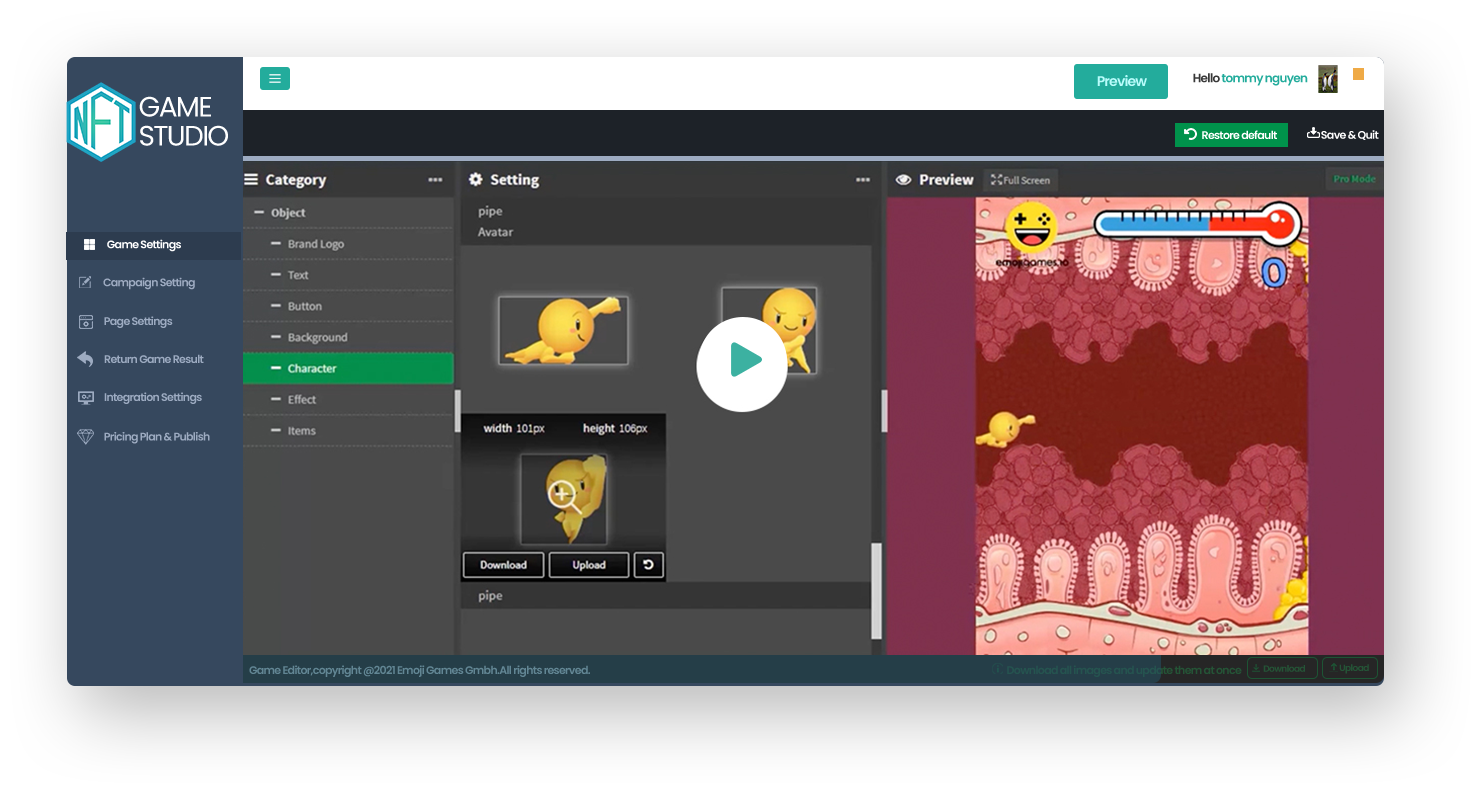 NFT
GAME
STUDIO
Preview
Hello tommy nguyen
Restore default
Save & Quit
Game Settings
Campaign Setting
Page Settings
Return Game Result
Integration Settings
Pricing Plan & Publish
Category
Object
Brand Logo
Text
Button
Background
Character
Effect
Items
Setting
pipe
Avatar
width 101px height 106px
Download Upload
pipe
Preview
Full Screen
Pro Mode
emojigames.io
0
Game Editor,copyright @2021 Emoji Games Gmbh.All rights reserved.
Download all images and update them at once
Download
Upload